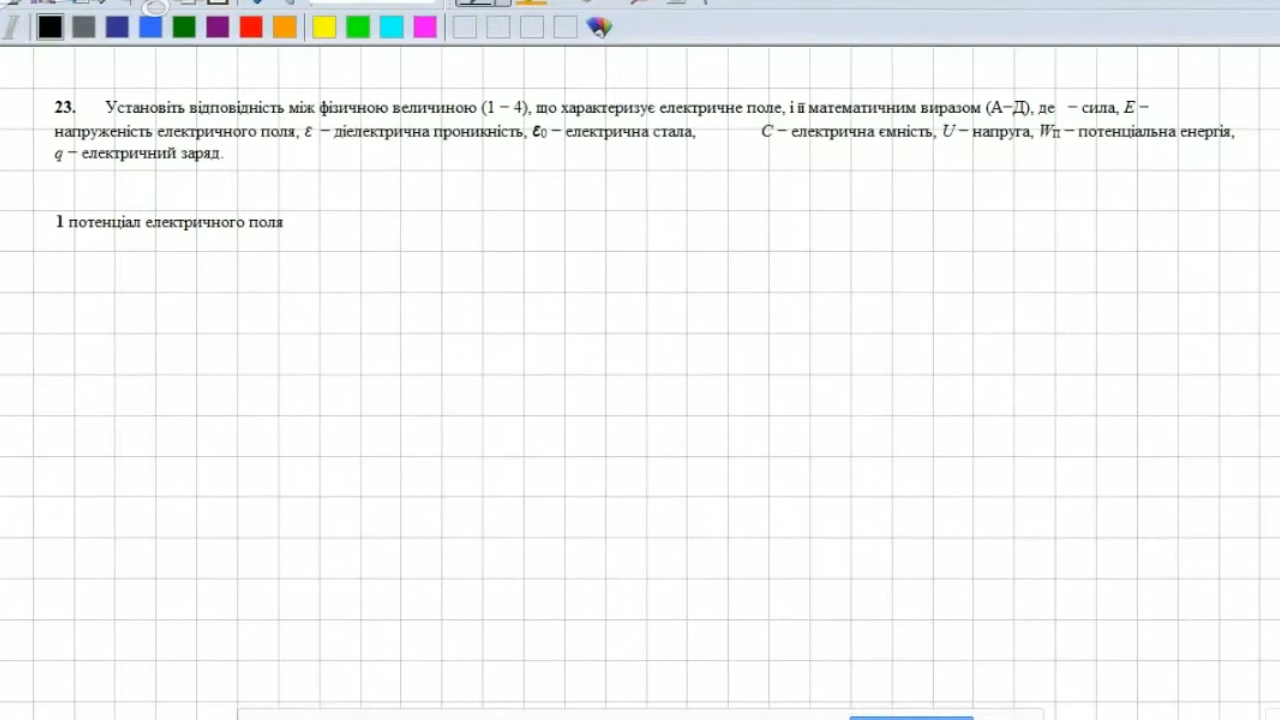 23. Установіть відповідність між фізичною величиною (1 − 4), що характеризує електричне поле, і її математичним виразом (А−Д), де − сила, E −
напруженість електричного поля, ε − діелектрична проникність, ε0 − електрична стала, C − електрична ємність, U − напруга, Wп − потенціальна енергія,
q − електричний заряд.
1 потенціал електричного поля